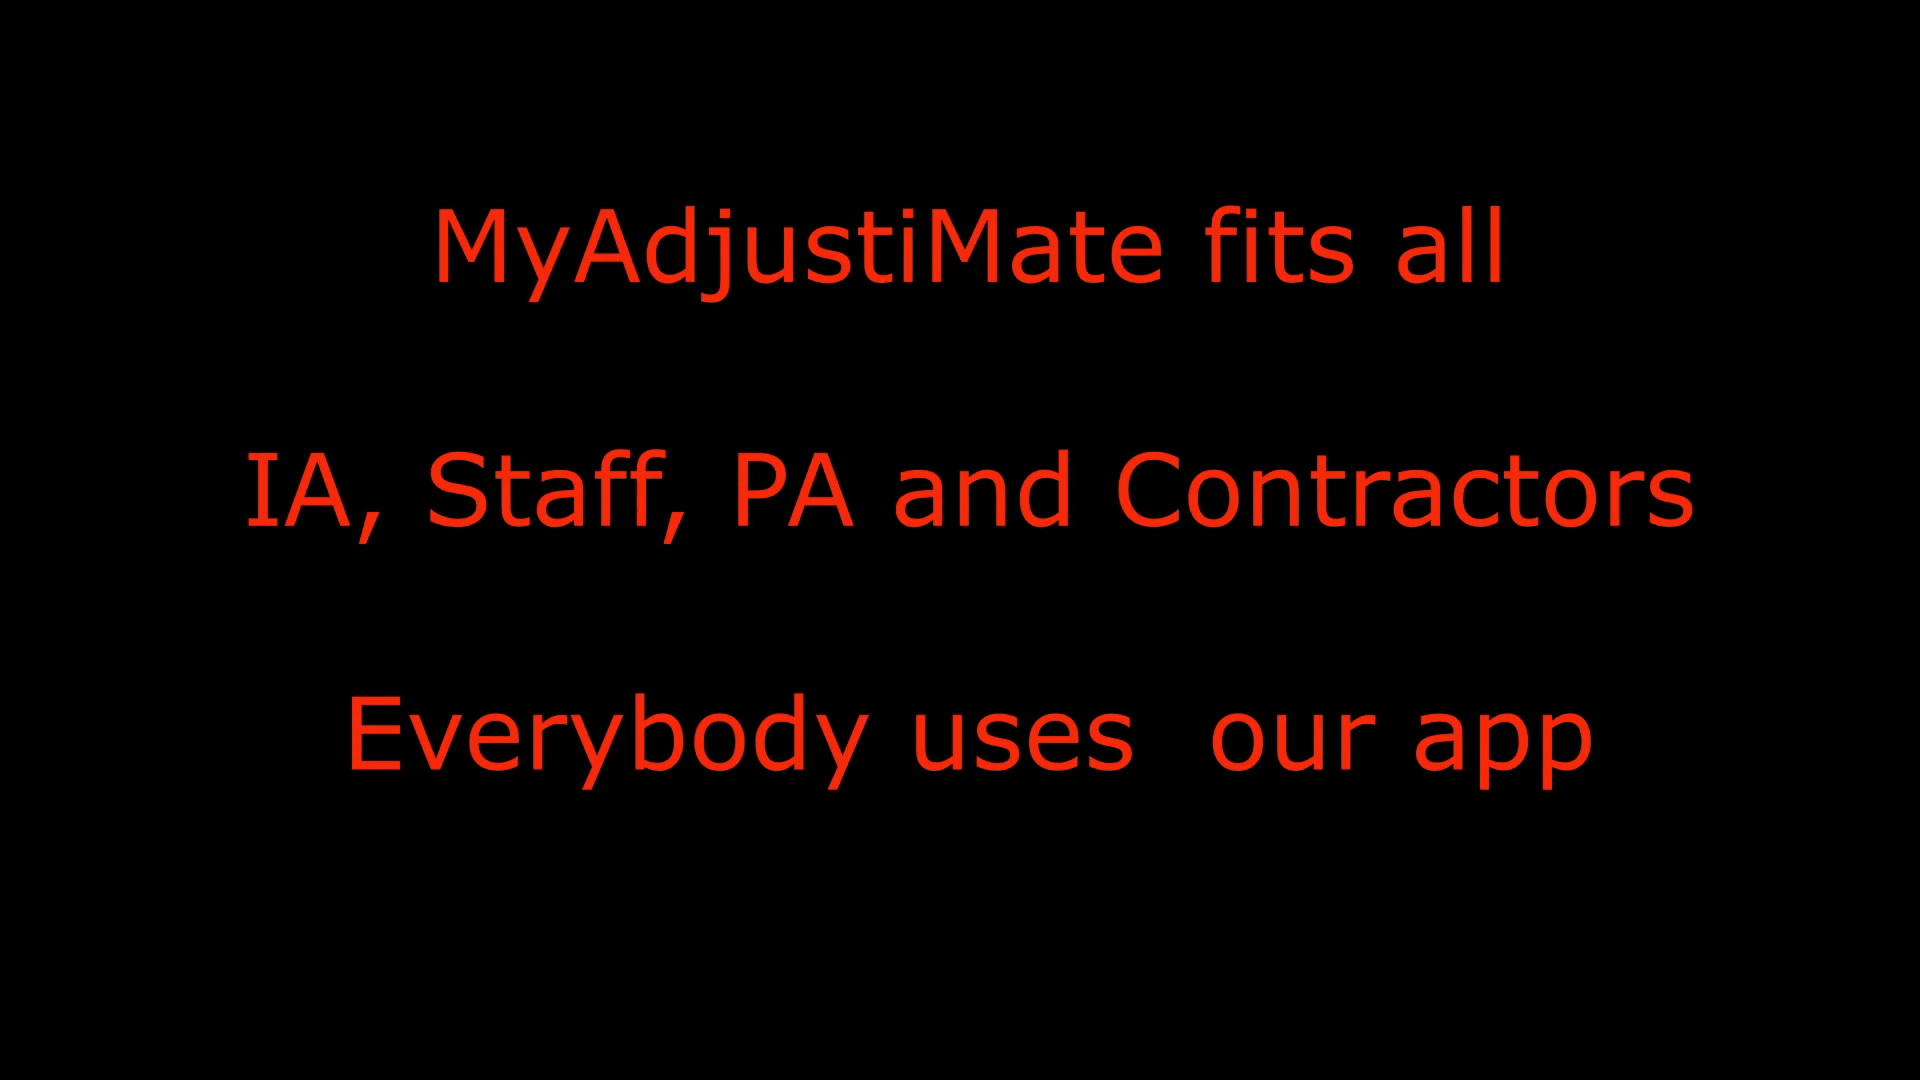 MyAdjustiMate fits all
IA, Staff, PA and Contractors
Everybody uses  our app